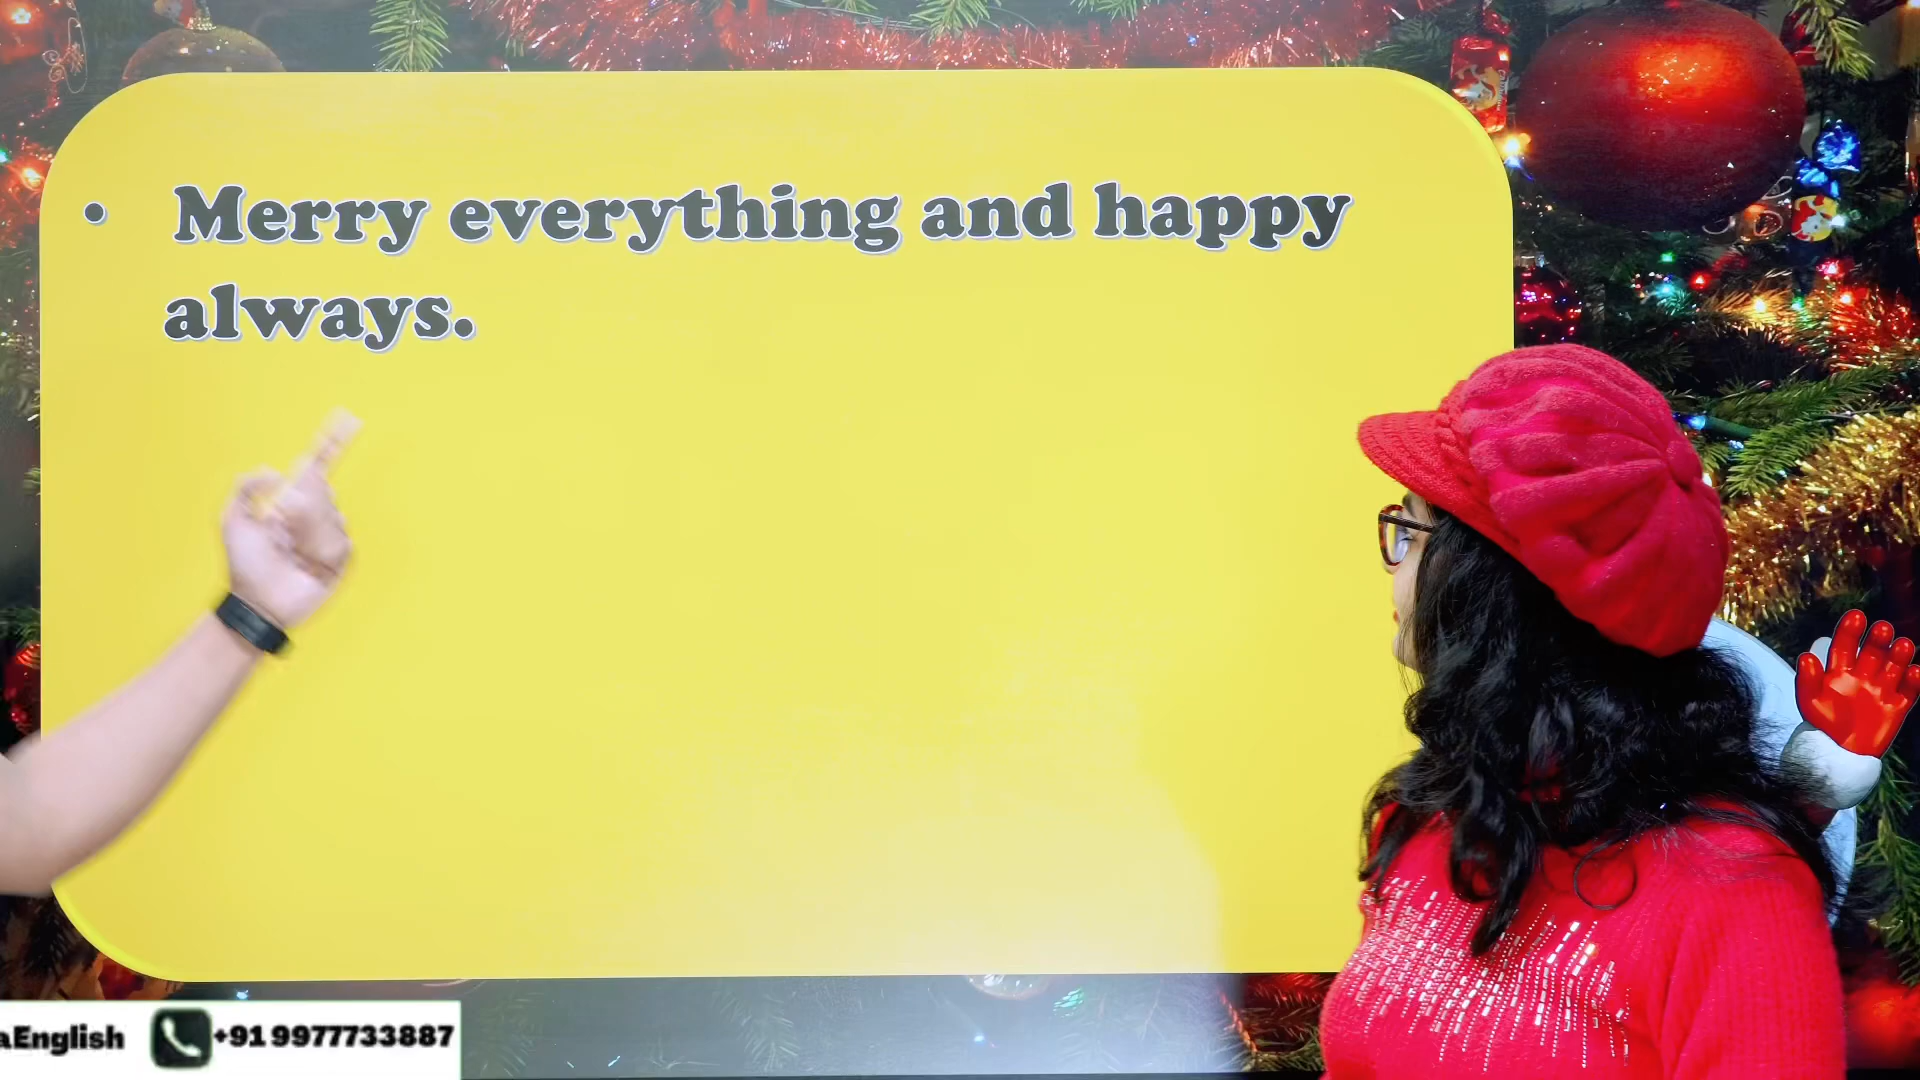 • Merry everything and happy
always.
aEnglish +91 9977733887